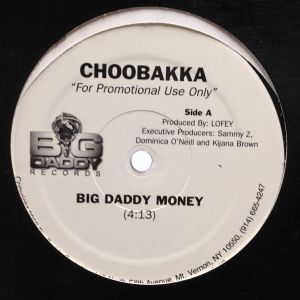 CHOOBAKKA
"For Promotional Use Only"
Side A
Produced By: LOFEY
Executive Producers: Sammy Z,
Dominica O'Neill and Kijana Brown
BIG
DADDY
RECORDS
BIG DADDY MONEY
(4:13)
Avenue, Mt. Vernon, NY 10550, (914) 665-4247